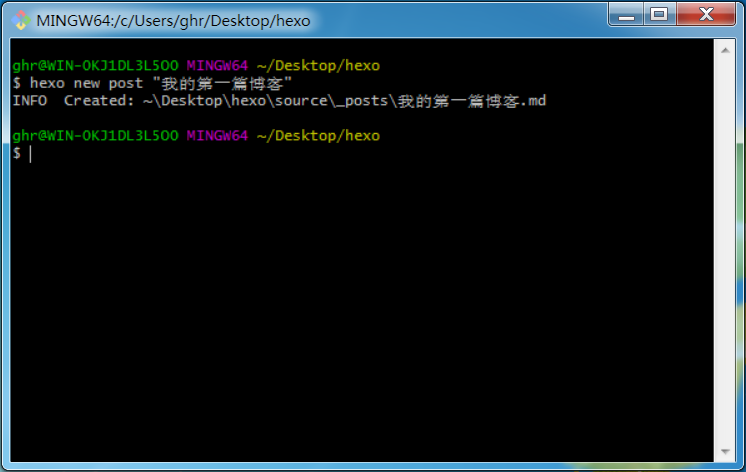 MINGW64:/c/Users/ghr/Desktop/hexo
ghr@WIN-OKJ1DL3L5OO MINGW64 ~/Desktop/hexo
$ hexo new post "我的第一篇博客"
INFO  Created: ~\Desktop\hexo\source\_posts\我的第一篇博客.md
ghr@WIN-OKJ1DL3L5OO MINGW64 ~/Desktop/hexo
$